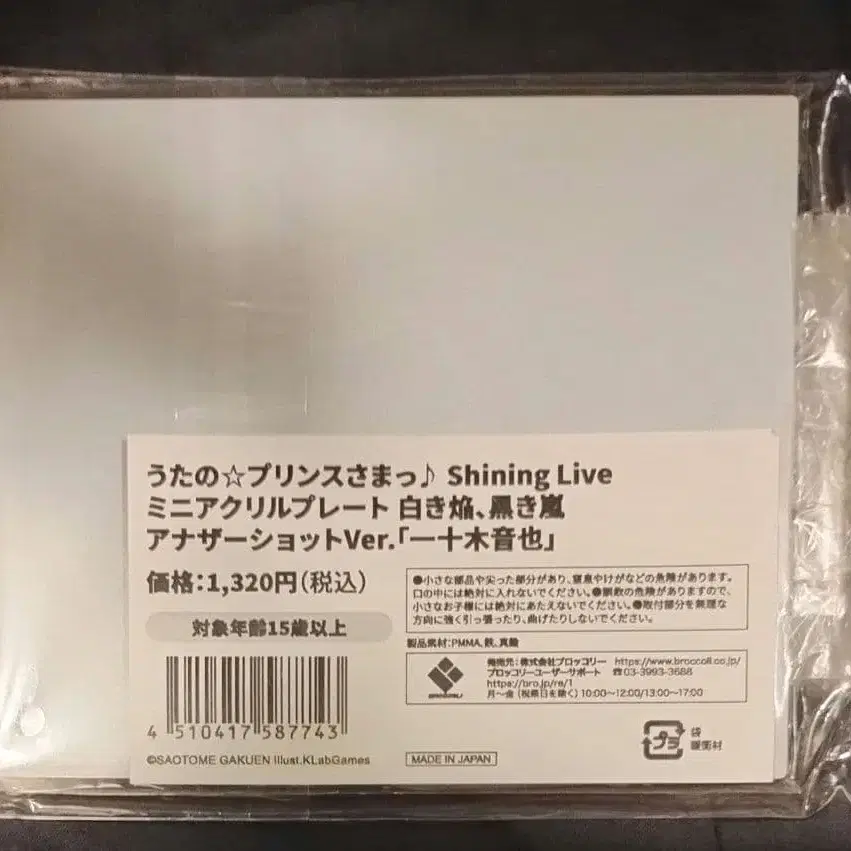 うたの☆プリンスさまっ♪ Shining Live
ミニアクリルプレート 白き焔、黒き嵐
アナザーショットVer.「一十木音也」
価格:1,320円(税込)
対象年齢15歳以上
4 510417 587743
©SAOTOME GAKUEN Illust.KLabGames
●小さな部品や尖った部分があり、窒息やけがなどの危険があります。
口の中には絶対に入れないでください。●誤飲の危険がありますので、
小さなお子様には絶対にあたえないでください。●取付部分を無理な
方向に強く引っ張ったり、曲げたりしないでください。
製品素材:PMMA、鉄、真鍮
BROCCOLI
発売元:株式会社ブロッコリー https://www.broccoli.co.jp/
ブロッコリーユーザーサポート ☎03-3993-3688
https://bro.jp/re/1
月～金(祝祭日を除く)10:00～12:00/13:00～17:00
MADE IN JAPAN
プラ
袋
緩衝材